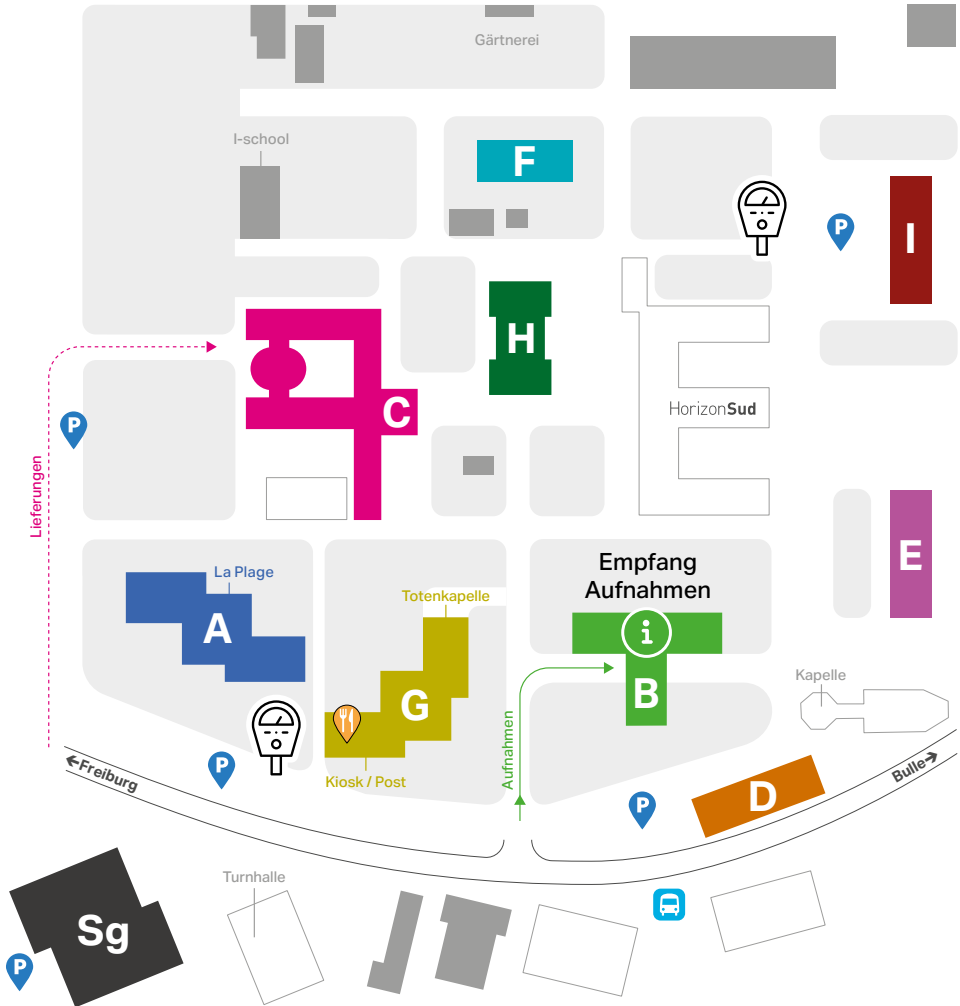 Gärtnerei
I-school
F
P
I
H
C
HorizonSud
P
Lieferungen
E
La Plage
A
Totenkapelle
G
Kiosk / Post
Empfang
Aufnahmen
i
B
Aufnahmen
Kapelle
P
←Freiburg
Bulle→
D
P
Turnhalle
Sg
P